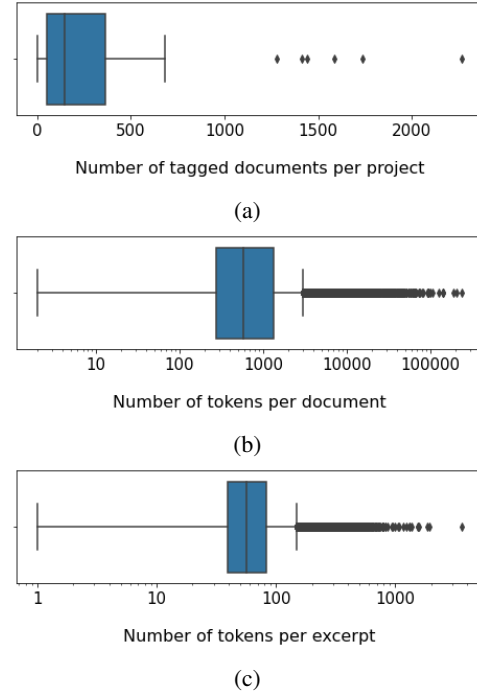 0 500 1000 1500 2000
Number of tagged documents per project
(a)
10 100 1000 10000 100000
Number of tokens per document
(b)
1 10 100 1000
Number of tokens per excerpt
(c)